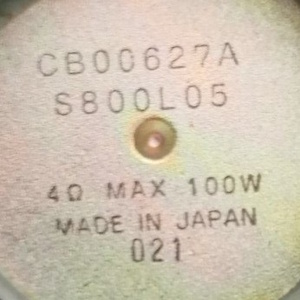 CB00627A
S800L05
4Ω MAX 100W
MADE IN JAPAN
021